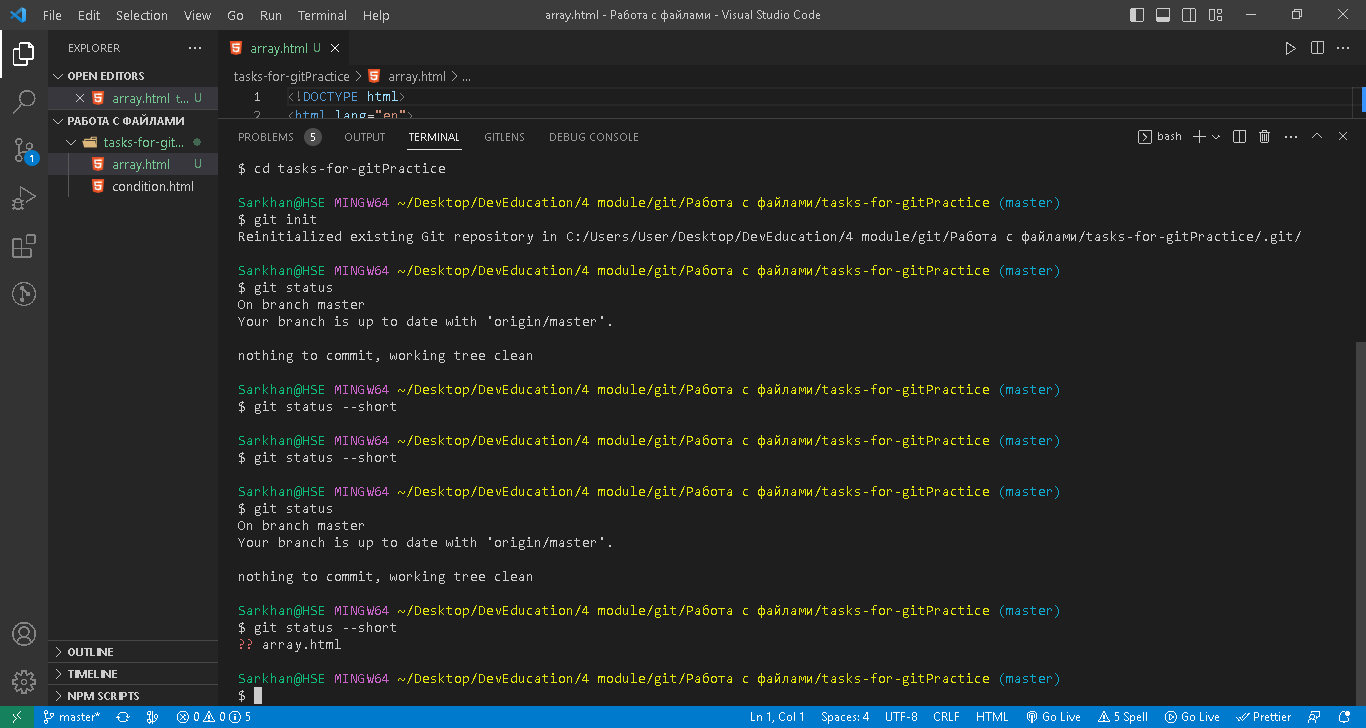 File Edit Selection View Go Run Terminal Help array.html - Работа с файлами - Visual Studio Code
EXPLORER ...
OPEN EDITORS
array.html t... U
РАБОТА С ФАЙЛАМИ
tasks-for-git...
array.html U
condition.html
OUTLINE
TIMELINE
NPM SCRIPTS
1
array.html U
tasks-for-gitPractice > array.html > ...
1 <!DOCTYPE html>
2 <html lang="en">
PROBLEMS 5 OUTPUT TERMINAL GITLENS DEBUG CONSOLE bash
$ cd tasks-for-gitPractice
Sarkhan@HSE MINGW64 ~/Desktop/DevEducation/4 module/git/Работа с файлами/tasks-for-gitPractice (master)
$ git init
Reinitialized existing Git repository in C:/Users/User/Desktop/DevEducation/4 module/git/Работа с файлами/tasks-for-gitPractice/.git/
Sarkhan@HSE MINGW64 ~/Desktop/DevEducation/4 module/git/Работа с файлами/tasks-for-gitPractice (master)
$ git status
On branch master
Your branch is up to date with 'origin/master'.
nothing to commit, working tree clean
Sarkhan@HSE MINGW64 ~/Desktop/DevEducation/4 module/git/Работа с файлами/tasks-for-gitPractice (master)
$ git status --short
Sarkhan@HSE MINGW64 ~/Desktop/DevEducation/4 module/git/Работа с файлами/tasks-for-gitPractice (master)
$ git status --short
Sarkhan@HSE MINGW64 ~/Desktop/DevEducation/4 module/git/Работа с файлами/tasks-for-gitPractice (master)
$ git status
On branch master
Your branch is up to date with 'origin/master'.
nothing to commit, working tree clean
Sarkhan@HSE MINGW64 ~/Desktop/DevEducation/4 module/git/Работа с файлами/tasks-for-gitPractice (master)
$ git status --short
?? array.html
Sarkhan@HSE MINGW64 ~/Desktop/DevEducation/4 module/git/Работа с файлами/tasks-for-gitPractice (master)
$
master* 0 0 5 Ln 1, Col 1 Spaces: 4 UTF-8 CRLF HTML Go Live 5 Spell Go Live Prettier